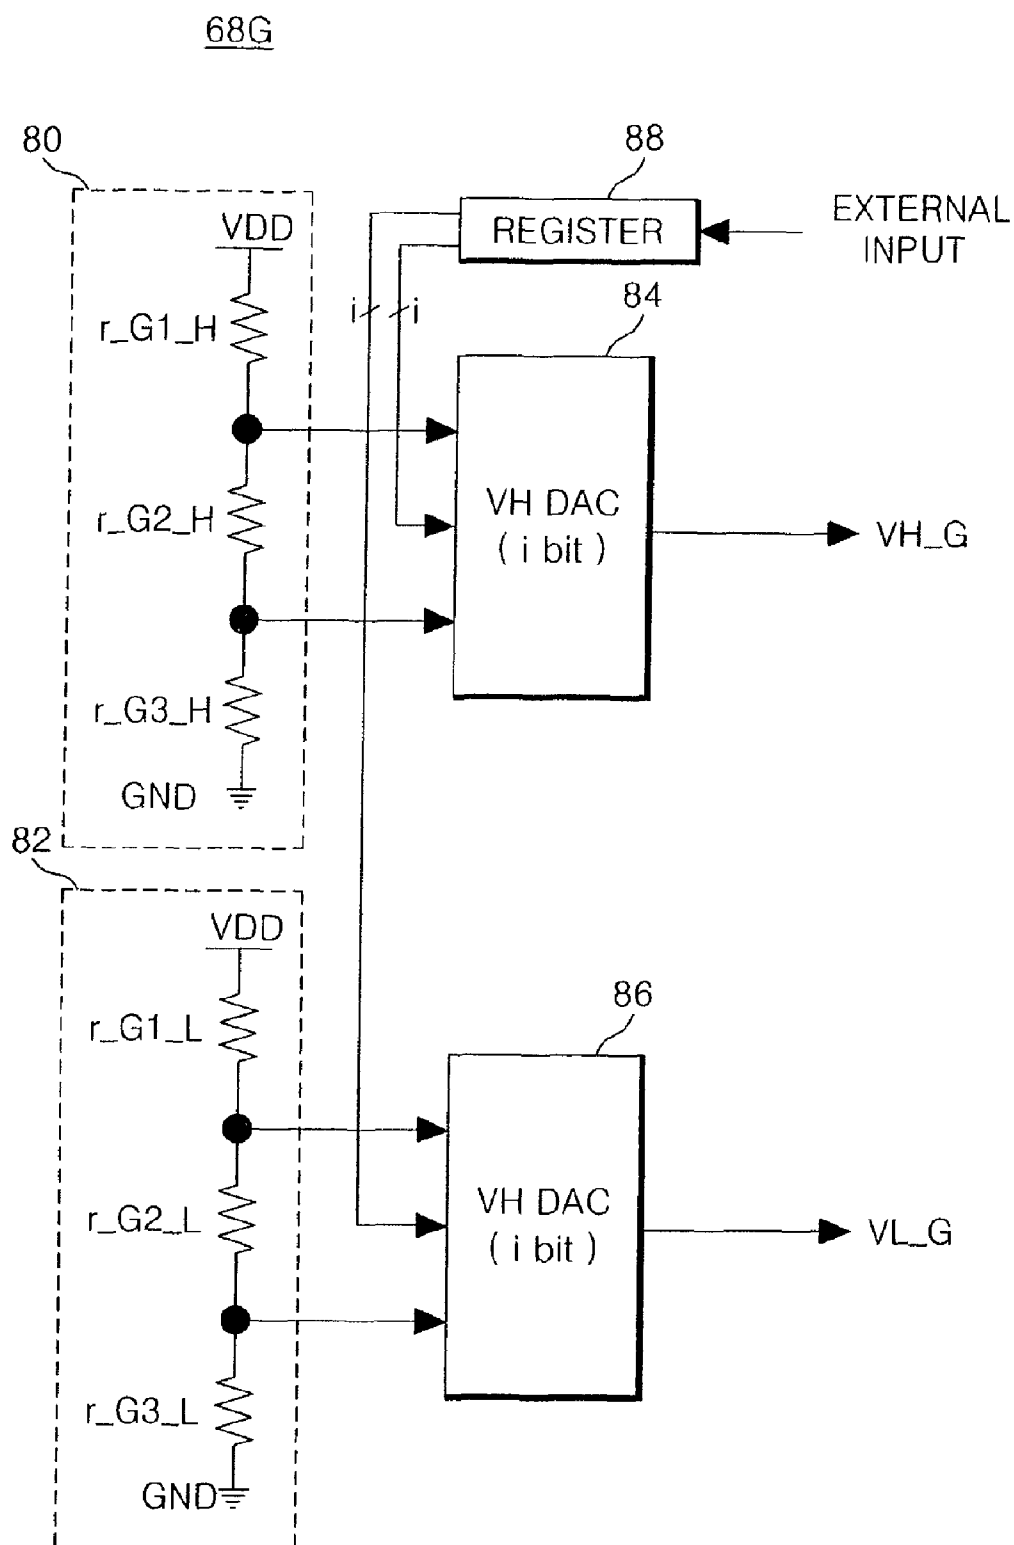 68G
80
88
VDD
REGISTER
EXTERNAL
INPUT
84
r_G1_H
i
i
VH DAC
( i bit )
r_G2_H
VH_G
r_G3_H
GND
82
VDD
86
r_G1_L
VH DAC
( i bit )
r_G2_L
VL_G
r_G3_L
GND